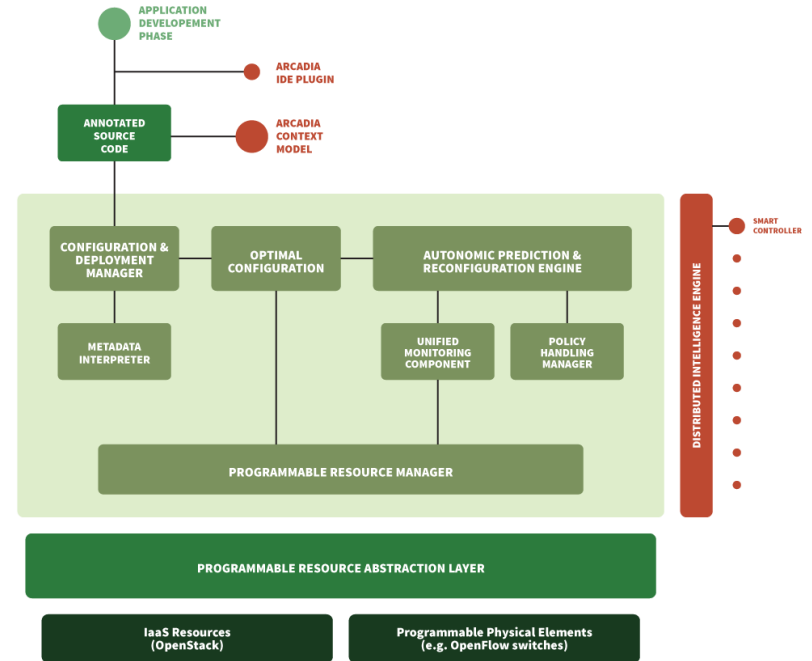 APPLICATION
DEVELOPEMENT
PHASE
ARCADIA
IDE PLUGIN
ANNOTATED
SOURCE
CODE
ARCADIA
CONTEXT
MODEL
CONFIGURATION &
DEPLOYMENT
MANAGER
OPTIMAL
CONFIGURATION
AUTONOMIC PREDICTION &
RECONFIGURATION ENGINE
METADATA
INTERPRETER
UNIFIED
MONITORING
COMPONENT
POLICY
HANDLING
MANAGER
PROGRAMMABLE RESOURCE MANAGER
DISTRIBUTED INTELLIGENCE ENGINE
SMART
CONTROLLER
PROGRAMMABLE RESOURCE ABSTRACTION LAYER
IaaS Resources
(OpenStack)
Programmable Physical Elements
(e.g. OpenFlow switches)